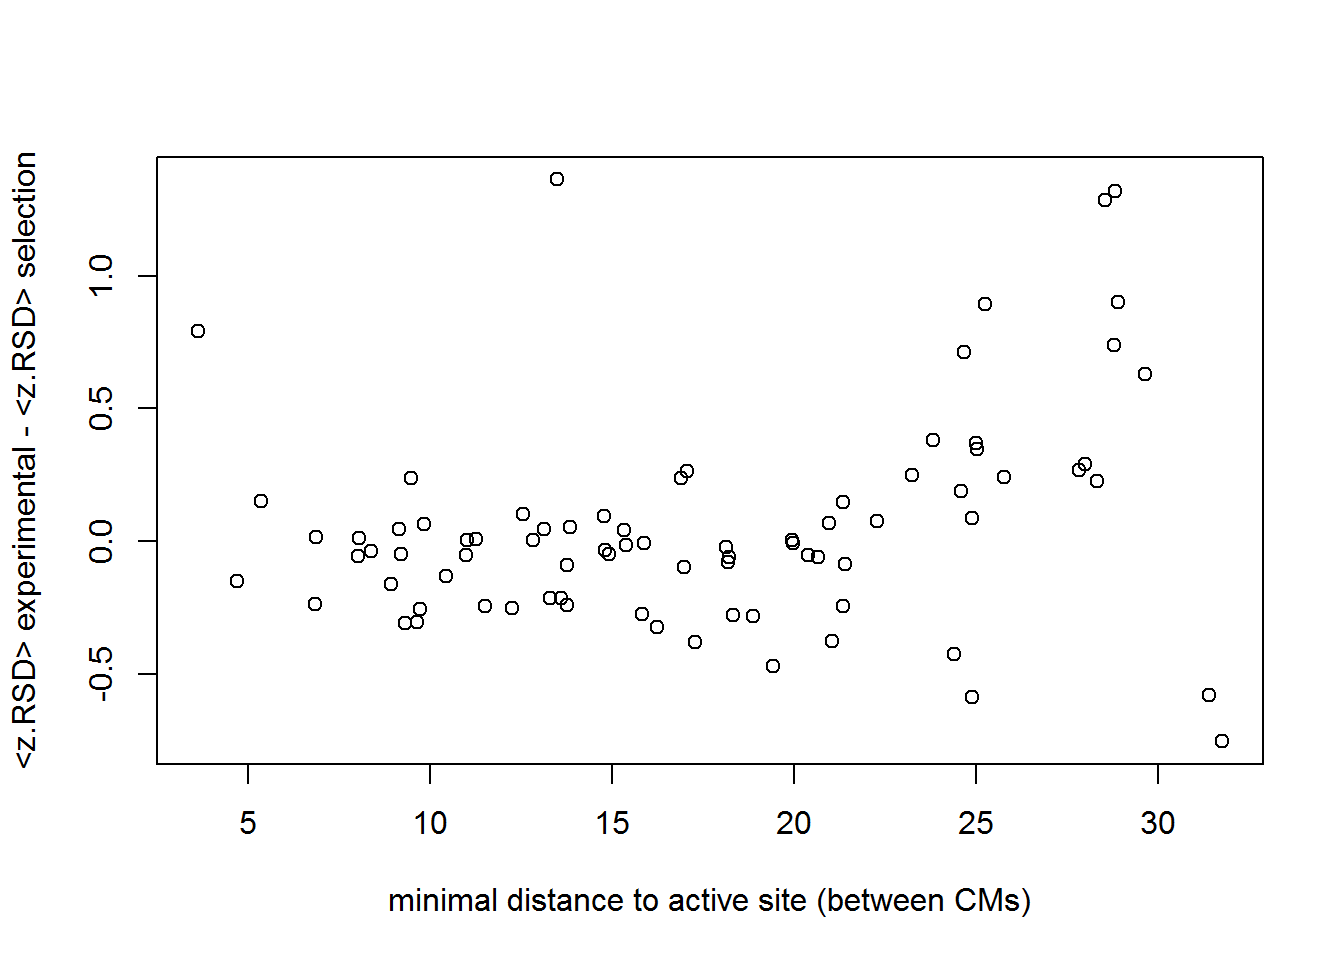 <z.RSD> experimental - <z.RSD> selection
1.0
0.5
0.0
-0.5
5 10 15 20 25 30
minimal distance to active site (between CMs)